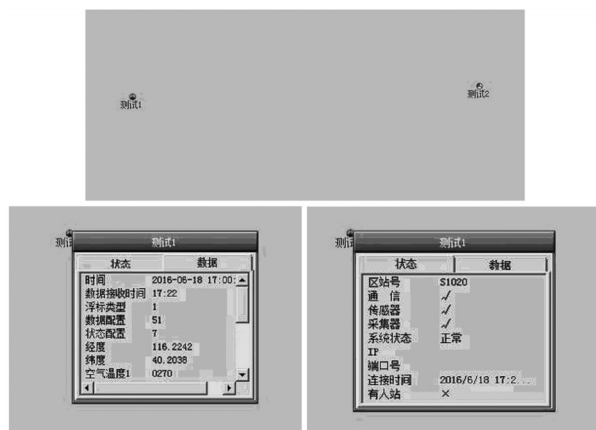 测试1
测试2
测试1
状态 数据
时间 2016-06-18 17:00:
数据接收时间 17:22
浮标类型 1
数据配置 S1
状态配置 7
经度 116.2242
纬度 40.2038
空气温度1 0270
测试1
状态 数据
区站号 S1020
通 信 √
传感器 √
采集器 √
系统状态 正常
IP
端口号
连接时间 2016/6/18 17:2...
有人站 ×